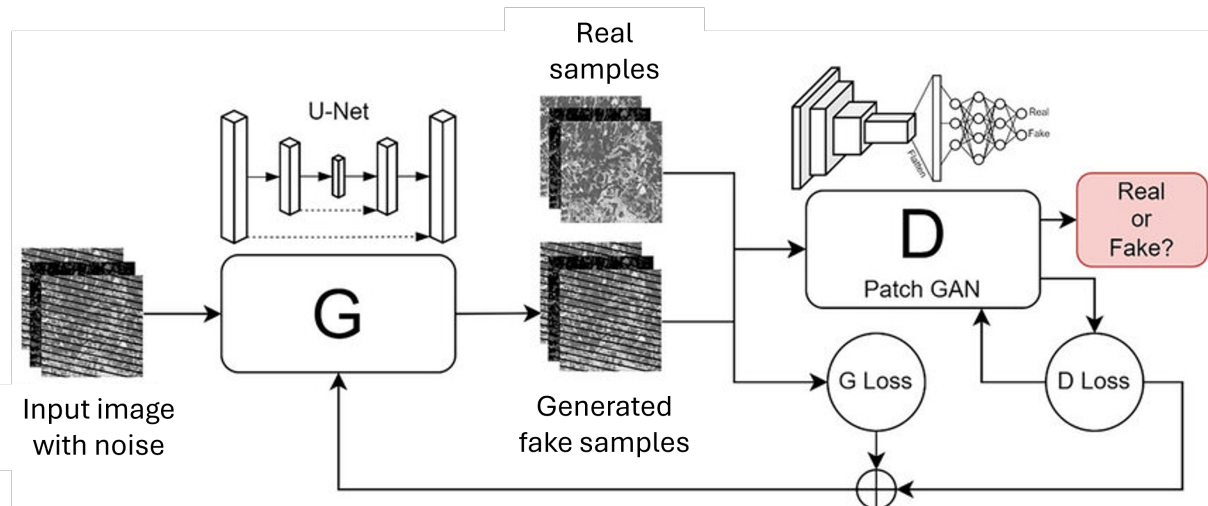 Real
samples
U-Net
Real
Fake
Flatten
G
D
Patch GAN
Real
or
Fake?
G Loss
D Loss
Input image
with noise
Generated
fake samples